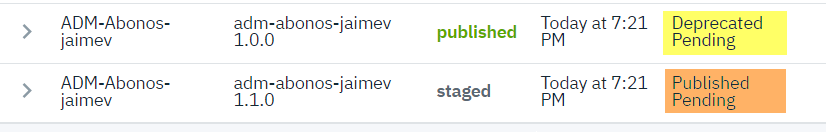 ADM-Abonos-
jaimev
adm-abonos-jaimev
1.0.0
published
Today at 7:21
PM
Deprecated
Pending
ADM-Abonos-
jaimev
adm-abonos-jaimev
1.1.0
staged
Today at 7:21
PM
Published
Pending